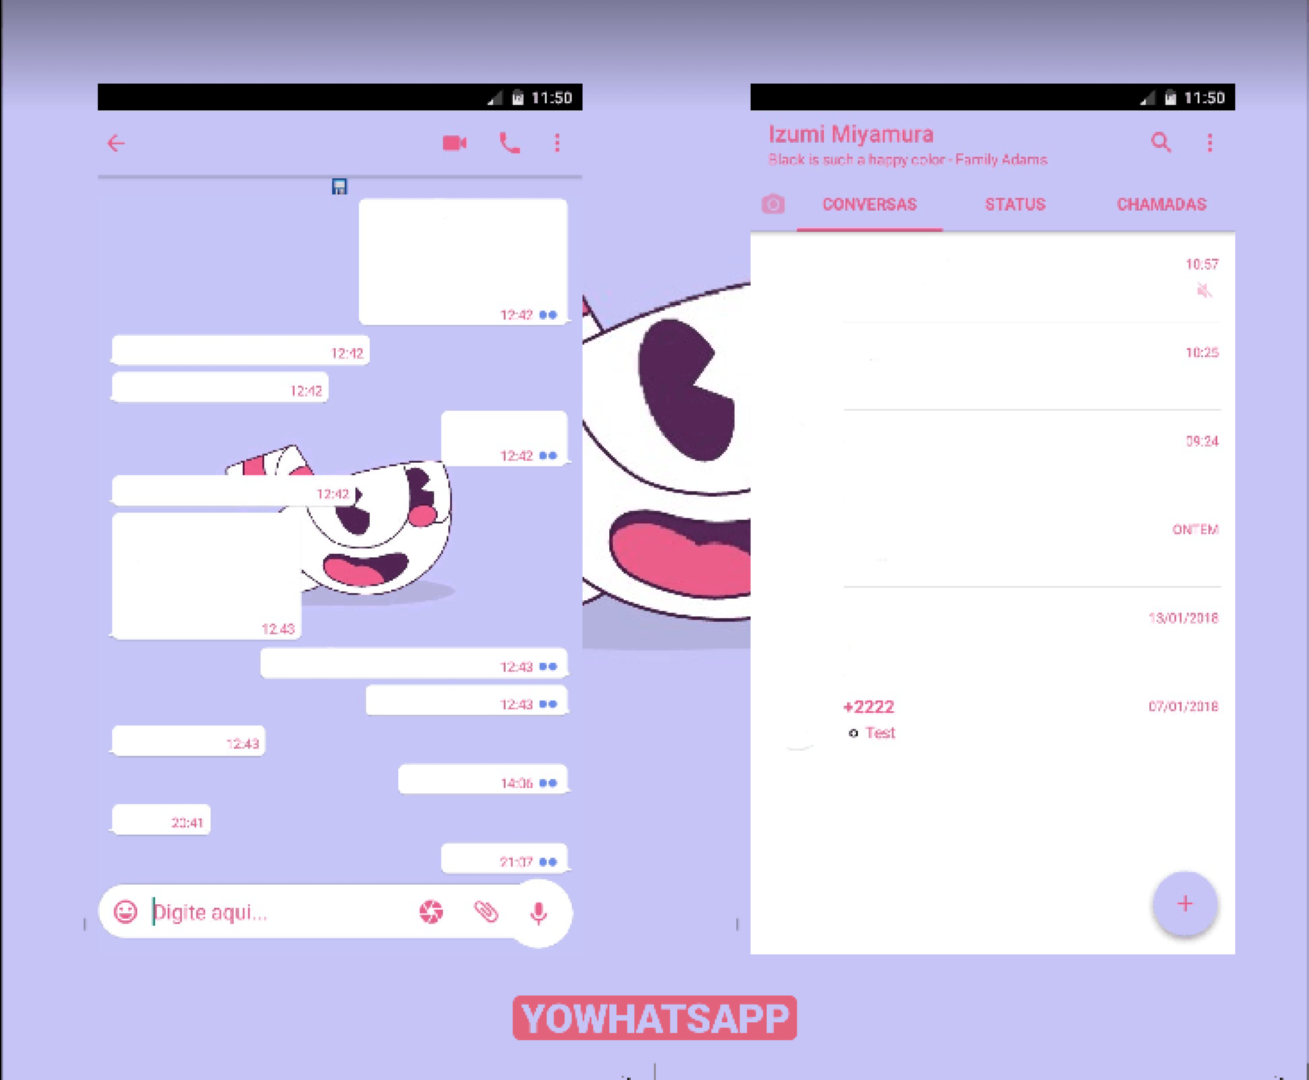 11:50
12:42
12:42
12:42
12:42
12:42
12:43
12:43
12:43
12:43
14:06
20:41
21:07
Digite aqui...
11:50
Izumi Miyamura
Black is such a happy color - Family Adams
CONVERSAS STATUS CHAMADAS
10:57
10:25
09:24
ONTEM
13/01/2018
+2222 07/01/2018
Test
YOWHATSAPP